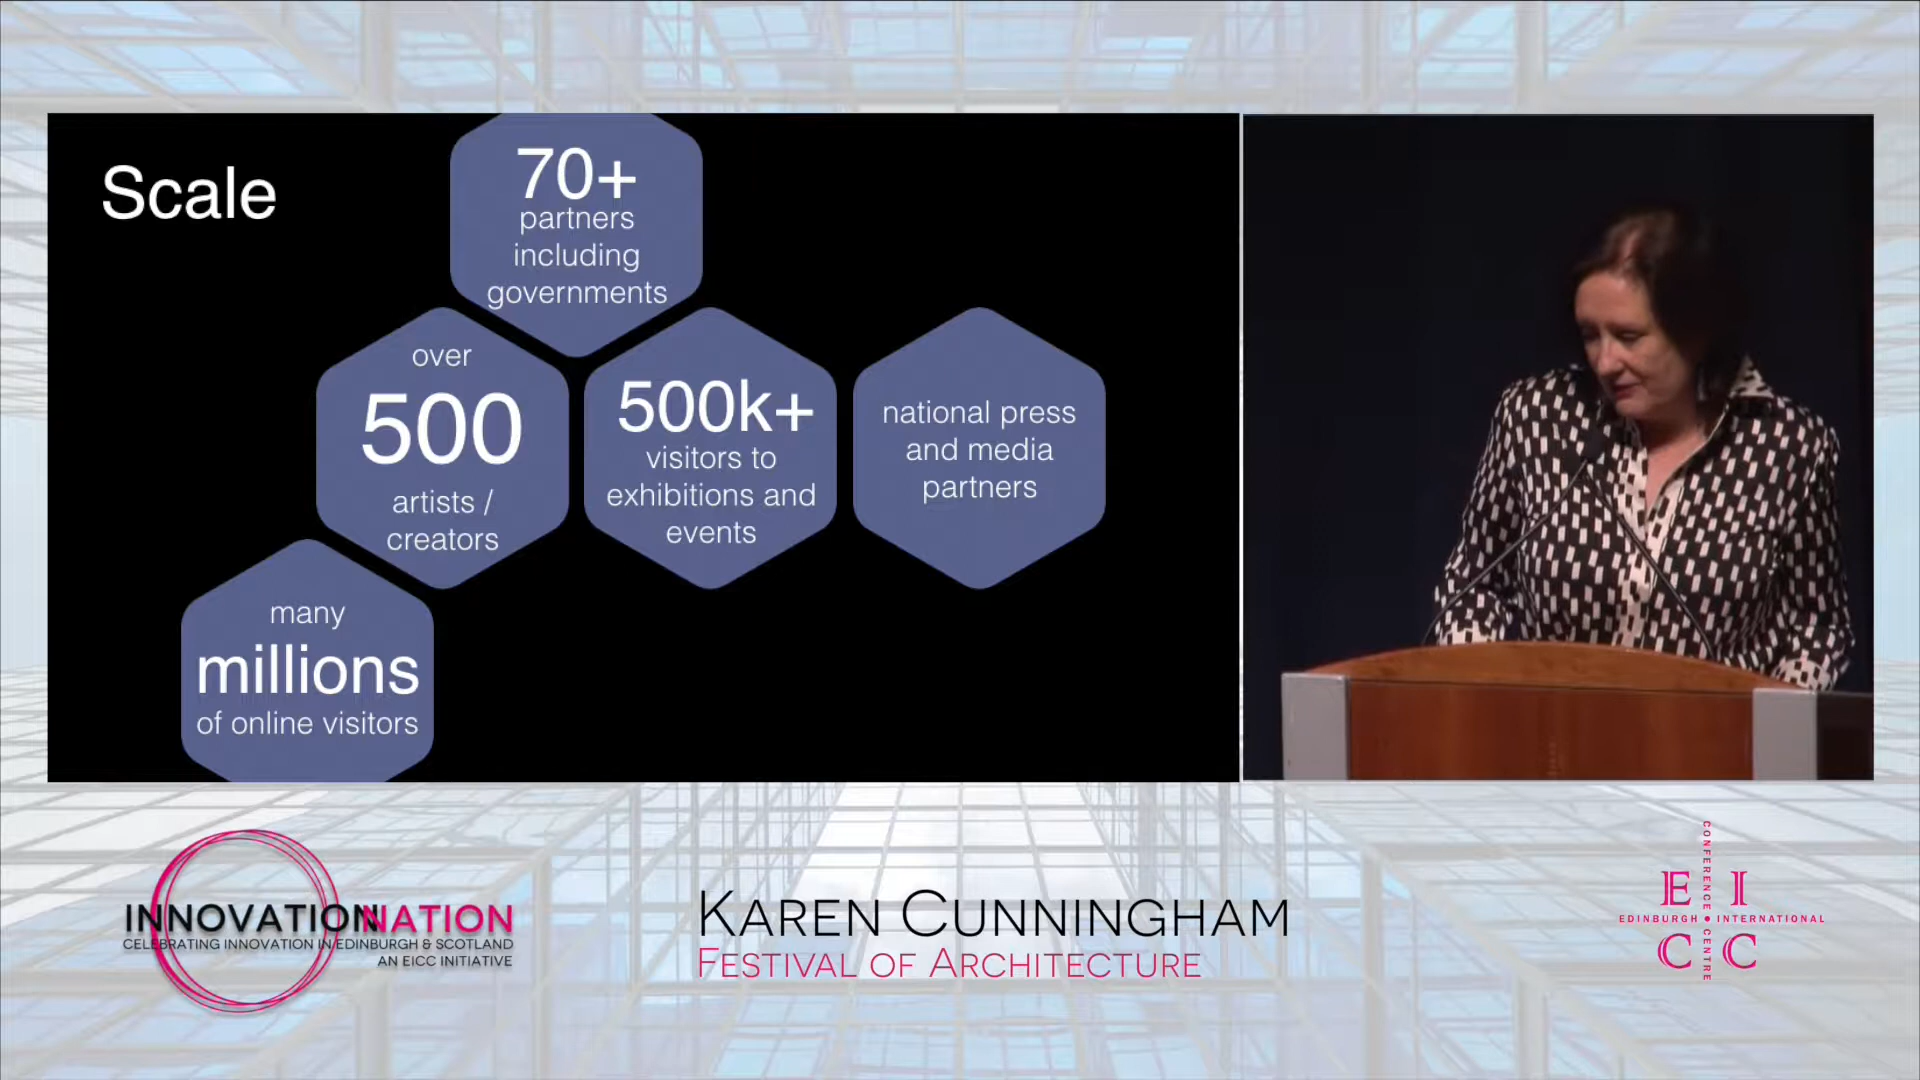 Scale
70+
partners
including
governments
over
500
artists /
creators
500k+
visitors to
exhibitions and
events
national press
and media
partners
many
millions
of online visitors
INNOVATIONNATION
CELEBRATING INNOVATION IN EDINBURGH & SCOTLAND
AN EICC INITIATIVE
KAREN CUNNINGHAM
FESTIVAL OF ARCHITECTURE
E I
EDINBURGH • INTERNATIONAL
C C
CONFERENCE • CENTRE